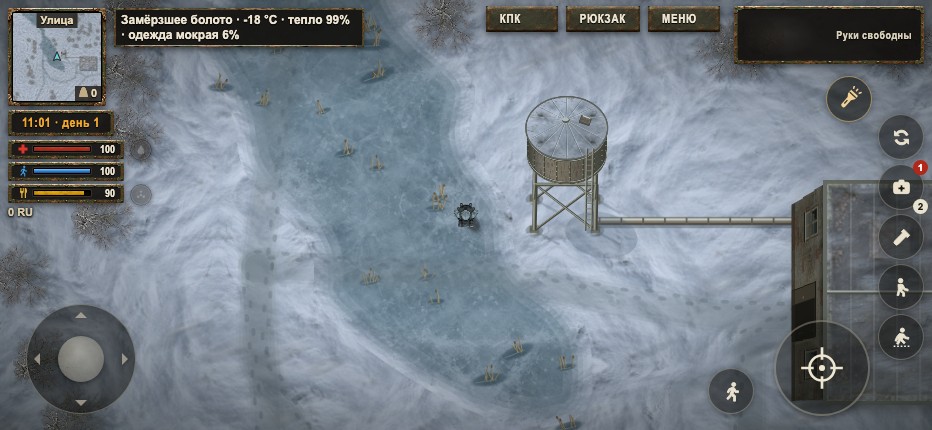 Улица
Замёрзшее болото · -18 °C · тепло 99%
· одежда мокрая 6%
КПК
РЮКЗАК
МЕНЮ
Руки свободны
0
11:01 · день 1
100
100
90
0 RU
1
2